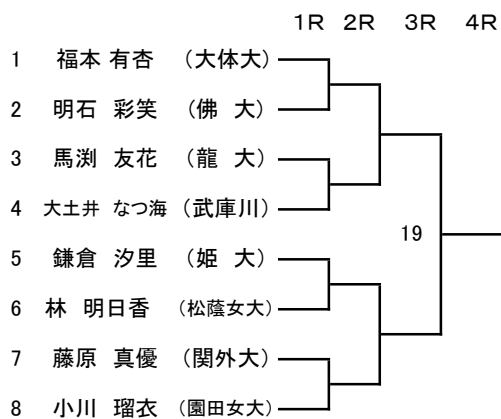 1R 2R 3R 4R
1 福本 有杏 (大体大)
2 明石 彩笑 (佛 大)
3 馬渕 友花 (龍 大)
4 大土井 なつ海 (武庫川)
19
5 鎌倉 汐里 (姫 大)
6 林 明日香 (松蔭女大)
7 藤原 真優 (関外大)
8 小川 瑠衣 (園田女大)